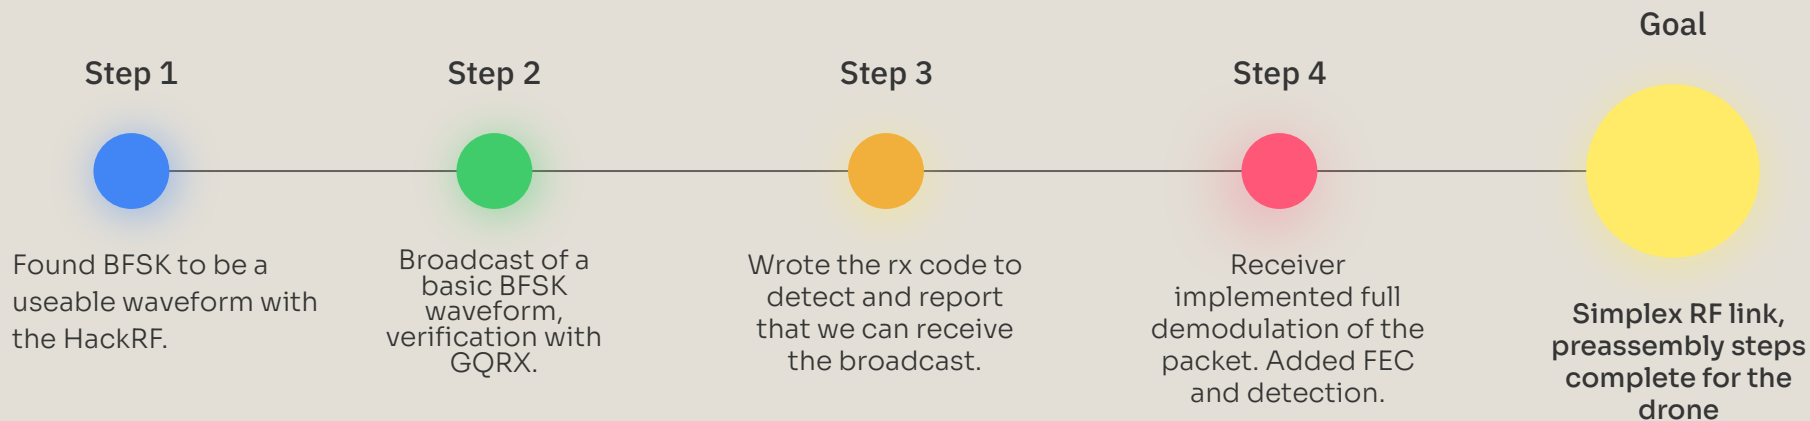 Step 1
Found BFSK to be a
useable waveform with
the HackRF.
Step 2
Broadcast of a
basic BFSK
waveform,
verification with
GQRX.
Step 3
Wrote the rx code to
detect and report
that we can receive
the broadcast.
Step 4
Receiver
implemented full
demodulation of the
packet. Added FEC
and detection.
Goal
Simplex RF link,
preassembly steps
complete for the
drone